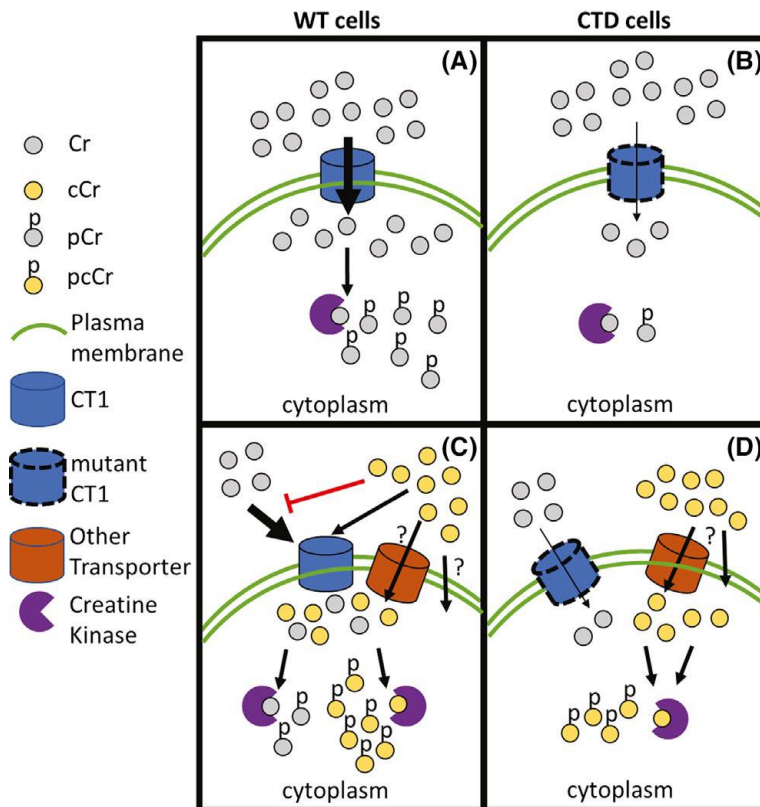 WT cells
CTD cells
(A)
(B)
Cr
cCr
p
pCr
p
pcCr
Plasma
membrane
CT1
mutant
CT1
Other
Transporter
Creatine
Kinase
p
p
p
p
p
p
cytoplasm
p
cytoplasm
(C)
?
?
p
p
p
p
p
p
p
p
p
cytoplasm
(D)
?
p
p
p
p
cytoplasm